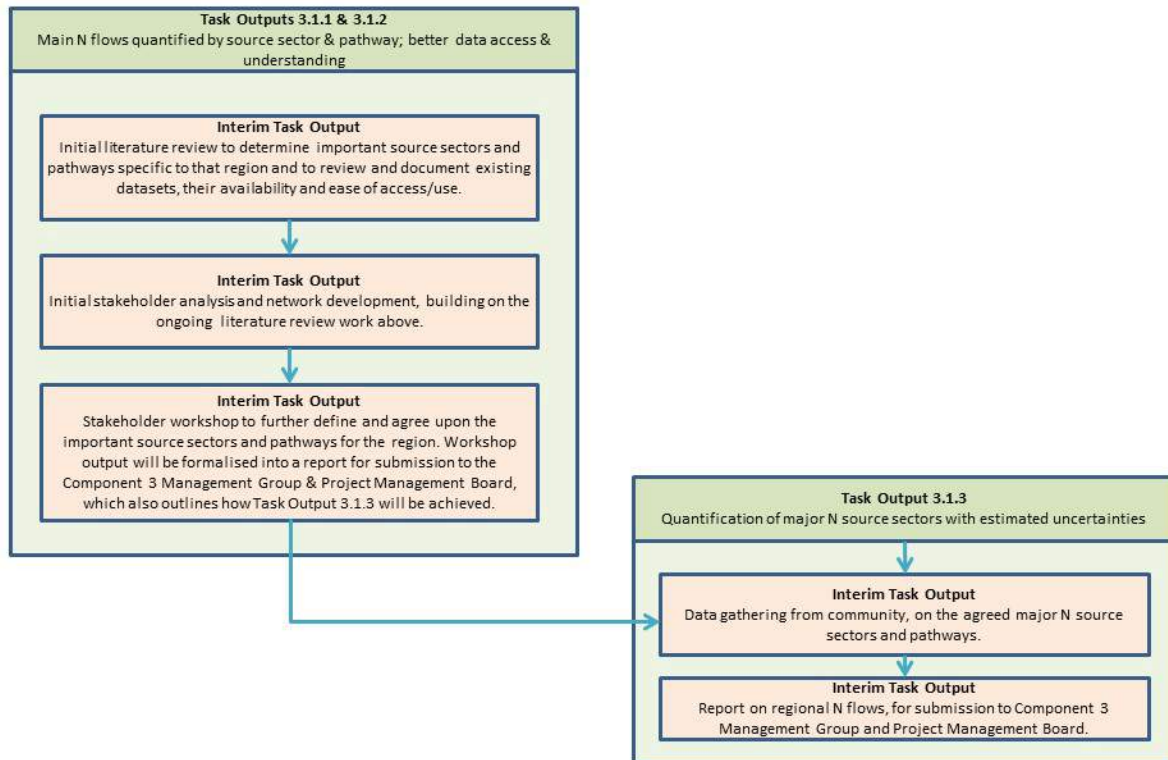 Task Outputs 3.1.1 & 3.1.2
Main N flows quantified by source sector & pathway; better data access &
understanding
Interim Task Output
Initial literature review to determine important source sectors and
pathways specific to that region and to review and document existing
datasets, their availability and ease of access/use.
Interim Task Output
Initial stakeholder analysis and network development, building on the
ongoing literature review work above.
Interim Task Output
Stakeholder workshop to further define and agree upon the
important source sectors and pathways for the region. Workshop
output will be formalised into a report for submission to the
Component 3 Management Group & Project Management Board,
which also outlines how Task Output 3.1.3 will be achieved.
Task Output 3.1.3
Quantification of major N source sectors with estimated uncertainties
Interim Task Output
Data gathering from community, on the agreed major N source
sectors and pathways.
Interim Task Output
Report on regional N flows, for submission to Component 3
Management Group and Project Management Board.